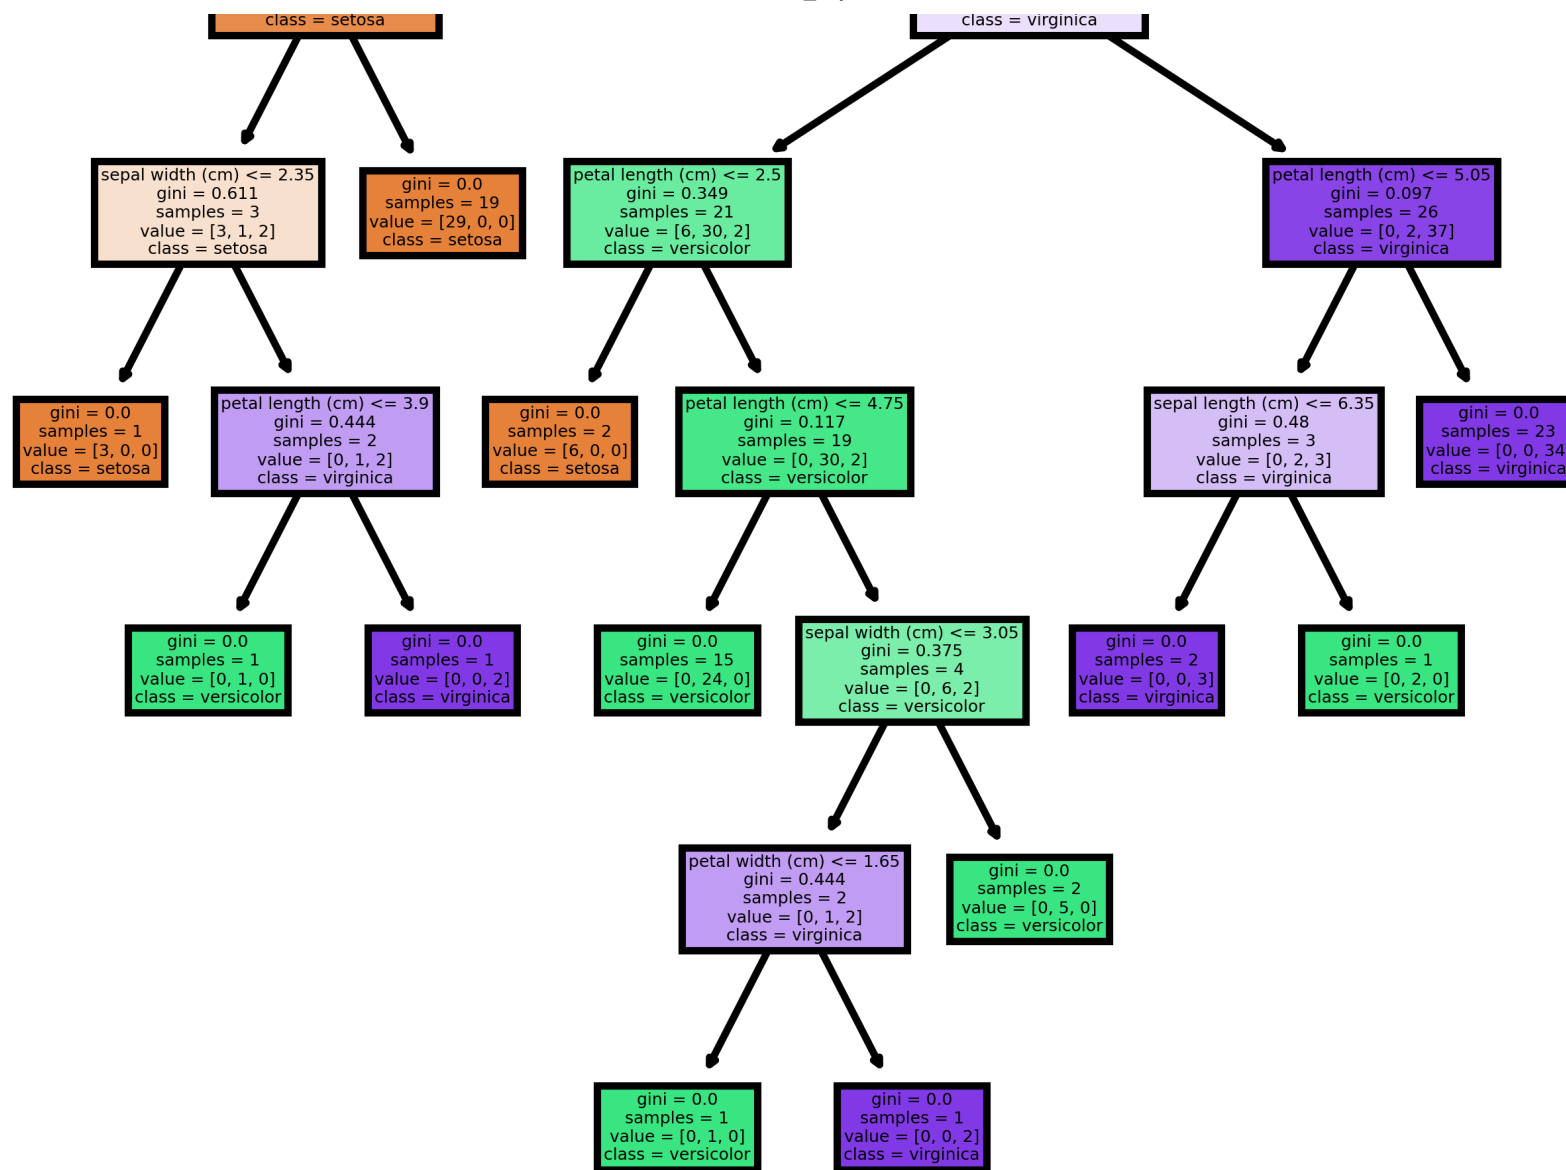 class = setosa
class = virginica
sepal width (cm) <= 2.35
gini = 0.611
samples = 3
value = [3, 1, 2]
class = setosa
gini = 0.0
samples = 19
value = [29, 0, 0]
class = setosa
petal length (cm) <= 2.5
gini = 0.349
samples = 21
value = [6, 30, 2]
class = versicolor
petal length (cm) <= 5.05
gini = 0.097
samples = 26
value = [0, 2, 37]
class = virginica
gini = 0.0
samples = 1
value = [3, 0, 0]
class = setosa
petal length (cm) <= 3.9
gini = 0.444
samples = 2
value = [0, 1, 2]
class = virginica
gini = 0.0
samples = 2
value = [6, 0, 0]
class = setosa
petal length (cm) <= 4.75
gini = 0.117
samples = 19
value = [0, 30, 2]
class = versicolor
sepal length (cm) <= 6.35
gini = 0.48
samples = 3
value = [0, 2, 3]
class = virginica
gini = 0.0
samples = 23
value = [0, 0, 34
class = virginica
gini = 0.0
samples = 1
value = [0, 1, 0]
class = versicolor
gini = 0.0
samples = 1
value = [0, 0, 2]
class = virginica
gini = 0.0
samples = 15
value = [0, 24, 0]
class = versicolor
sepal width (cm) <= 3.05
gini = 0.375
samples = 4
value = [0, 6, 2]
class = versicolor
gini = 0.0
samples = 2
value = [0, 0, 3]
class = virginica
gini = 0.0
samples = 1
value = [0, 2, 0]
class = versicolor
petal width (cm) <= 1.65
gini = 0.444
samples = 2
value = [0, 1, 2]
class = virginica
gini = 0.0
samples = 2
value = [0, 5, 0]
class = versicolor
gini = 0.0
samples = 1
value = [0, 1, 0]
class = versicolor
gini = 0.0
samples = 1
value = [0, 0, 2]
class = virginica